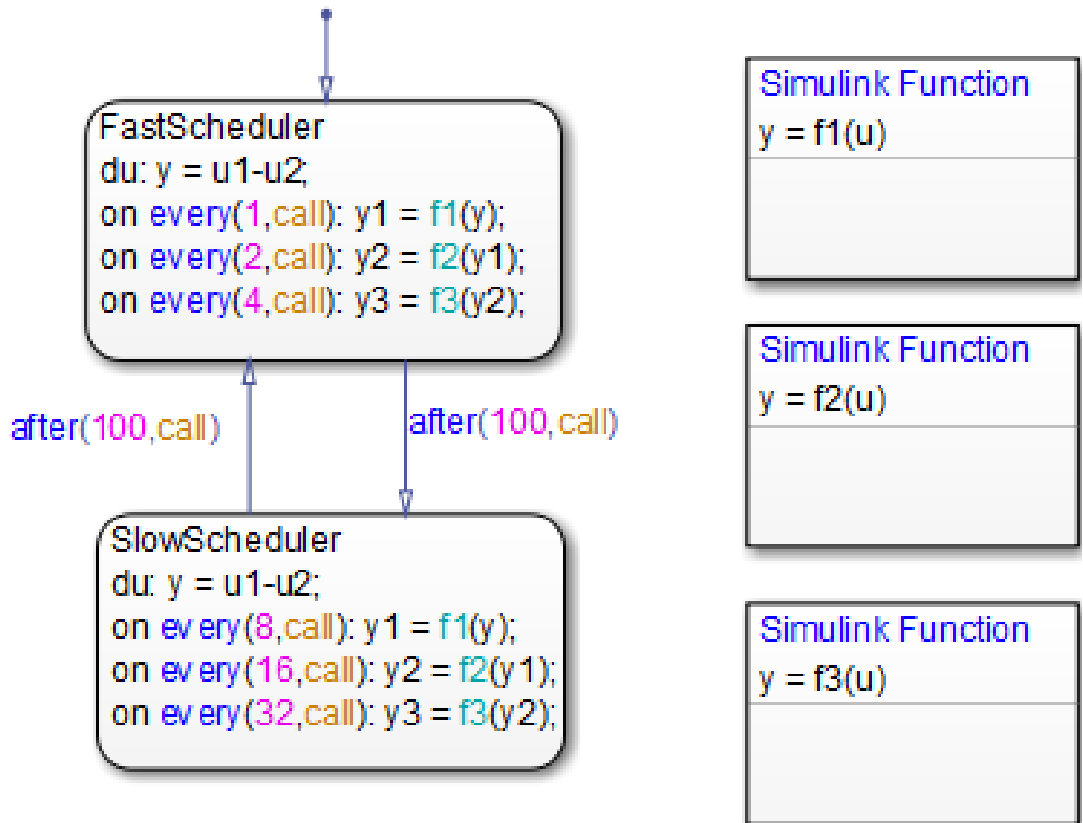 FastScheduler
du: y = u1-u2;
on every(1,call): y1 = f1(y);
on every(2,call): y2 = f2(y1);
on every(4,call): y3 = f3(y2);
after(100,call)
after(100,call)
SlowScheduler
du: y = u1-u2;
on every(8,call): y1 = f1(y);
on every(16,call): y2 = f2(y1);
on every(32,call): y3 = f3(y2);
Simulink Function
y = f1(u)
Simulink Function
y = f2(u)
Simulink Function
y = f3(u)